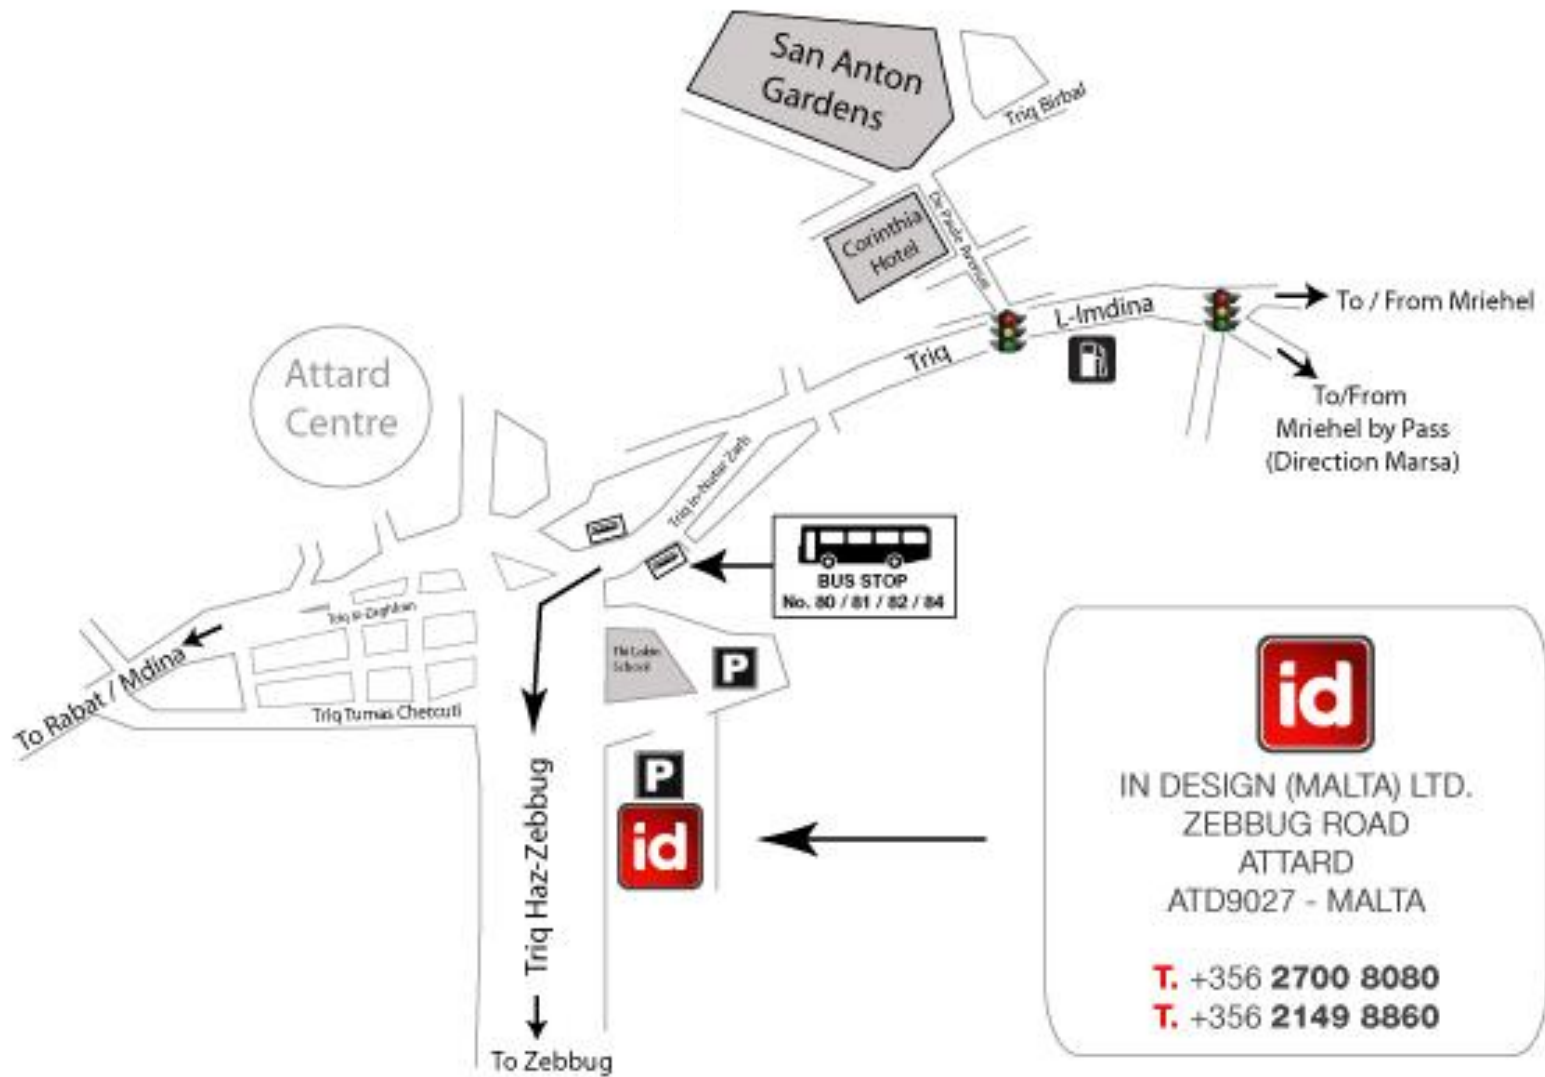 San Anton
Gardens
Triq Birbal
Corinthia
Hotel
De Paule Avenue
To / From Mriehel
L-Imdina
Triq
To/From
Mriehel by Pass
(Direction Marsa)
Attard
Centre
Triq in-Nutar Zarb
BUS STOP
No. 80 / 81 / 82 / 84
Triq
School
P
To Rabat / Mdina
Triq Tumas Chetcuti
P
id
Triq Haz-Zebbug
To Zebbug
id
IN DESIGN (MALTA) LTD.
ZEBBUG ROAD
ATTARD
ATD9027 - MALTA
T. +356 2700 8080
T. +356 2149 8860